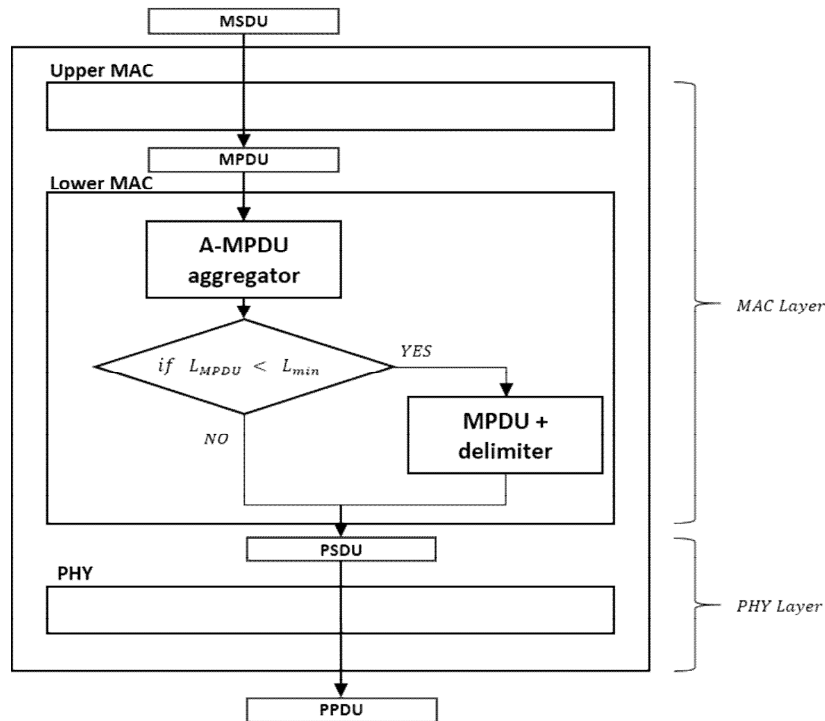 MSDU
Upper MAC
MPDU
Lower MAC
A-MPDU
aggregator
if L_MPDU < L_min
YES
MPDU +
delimiter
NO
MAC Layer
PSDU
PHY
PHY Layer
PPDU